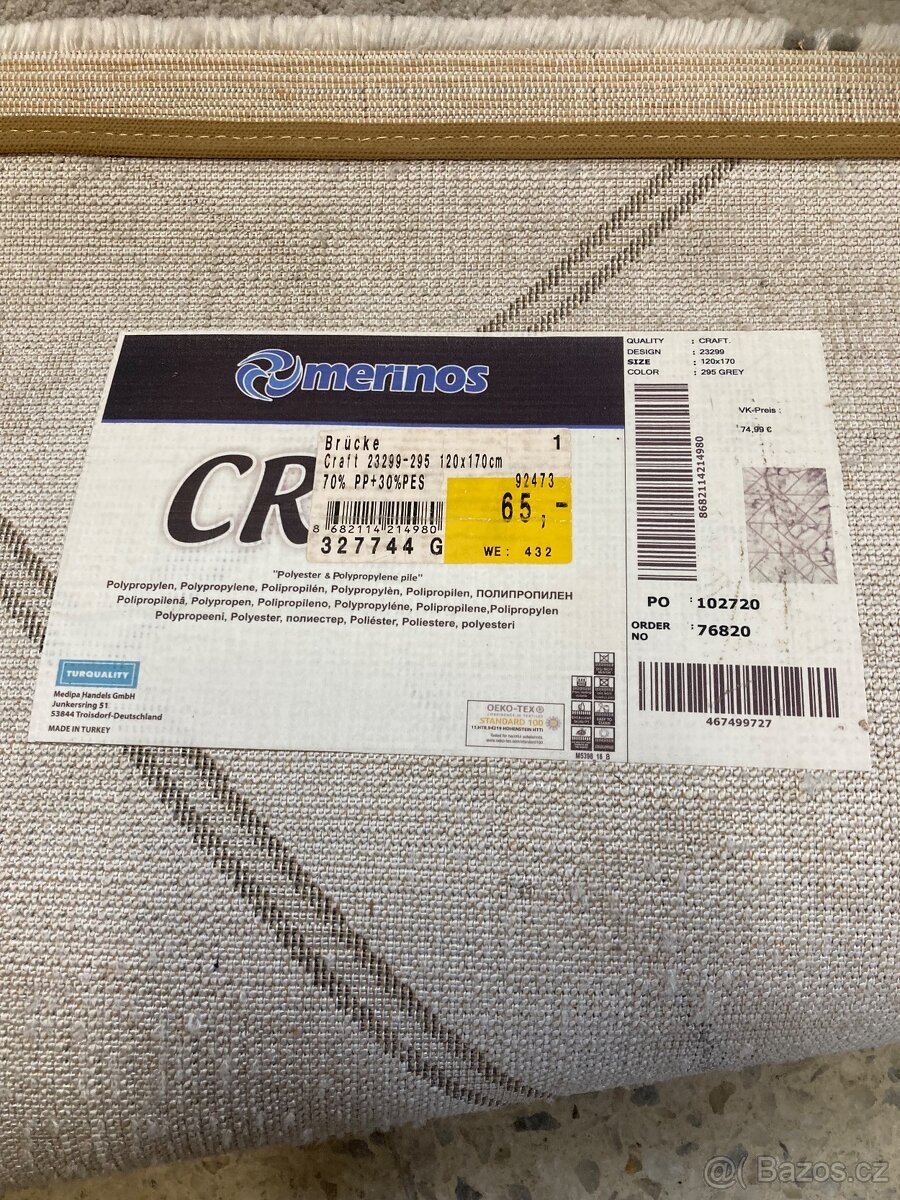 merinos
CR
Brücke 1
Craft 23299-295 120x170cm
70% PP+30%PES 92473
65,-
8 682114 214980
327744 G
WE: 432
"Polyester & Polypropylene pile"
Polypropylen, Polypropylene, Polipropilén, Polypropylèn, Polipropilen, ПОЛИПРОПИЛЕН
Polipropilenã, Polypropen, Polipropileno, Polypropyléne, Polipropilene,Polipropylen
Polypropeeni, Polyester, полиестер, Poliéster, Poliestere, polyesteri
TURQUALITY
Medipa Handels GmbH
Junkersring 51
53844 Troisdorf-Deutschland
MADE IN TURKEY
OEKO-TEX®
STANDARD 100
M5398_16_B
QUALITY : CRAFT.
DESIGN : 23299
SIZE : 120x170
COLOR : 295 GREY
8682114214980
VK-Preis :
74,99 €
PO : 102720
ORDER NO : 76820
467499727
@ Bazos.cz